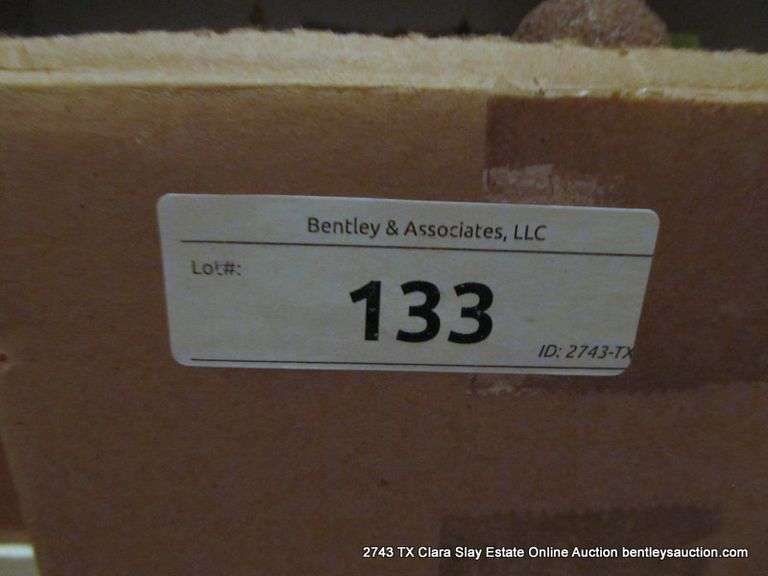 Bentley & Associates, LLC
Lot#:
133
ID: 2743-TX
2743 TX Clara Slay Estate Online Auction bentleysauction.com